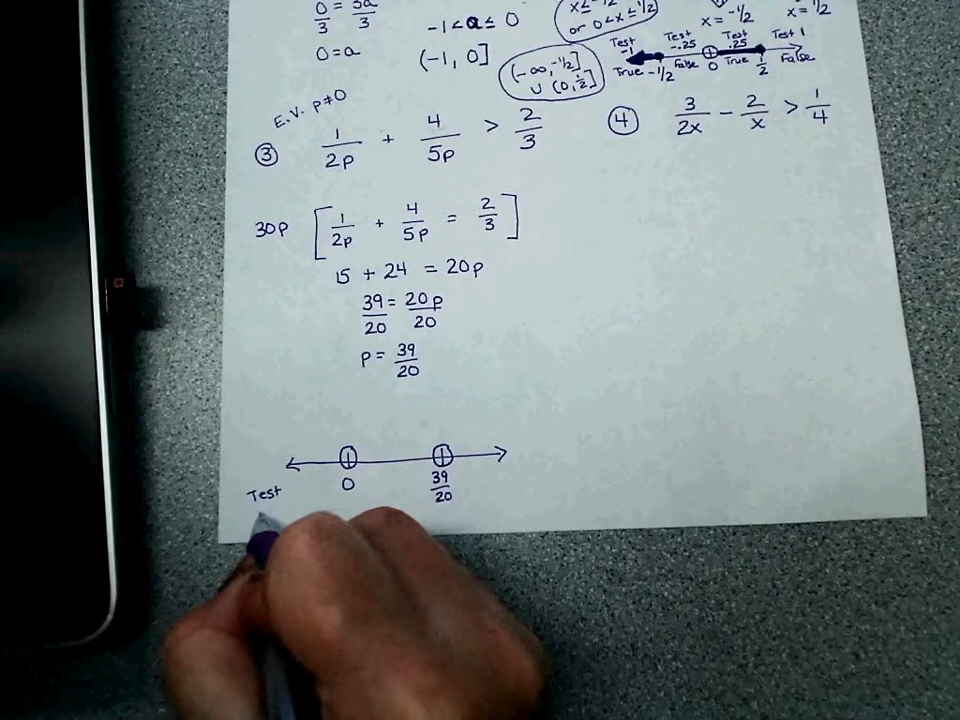 0/3 = 3a/3
0 = a
-1 < a ≤ 0
(-1, 0]
x ≤ -1/2
or 0 < x ≤ 1/2
(-∞, -1/2]
∪ (0, 1/2]
x = -1/2
x = 1/2
Test -1 Test -.25 Test .25 Test 1
True -1/2 False 0 True 1/2 False
E.V. p ≠ 0
③ 1/2p + 4/5p > 2/3
30p [ 1/2p + 4/5p = 2/3 ]
15 + 24 = 20p
39/20 = 20p/20
p = 39/20
0 39/20
Test
④ 3/2x - 2/x > 1/4